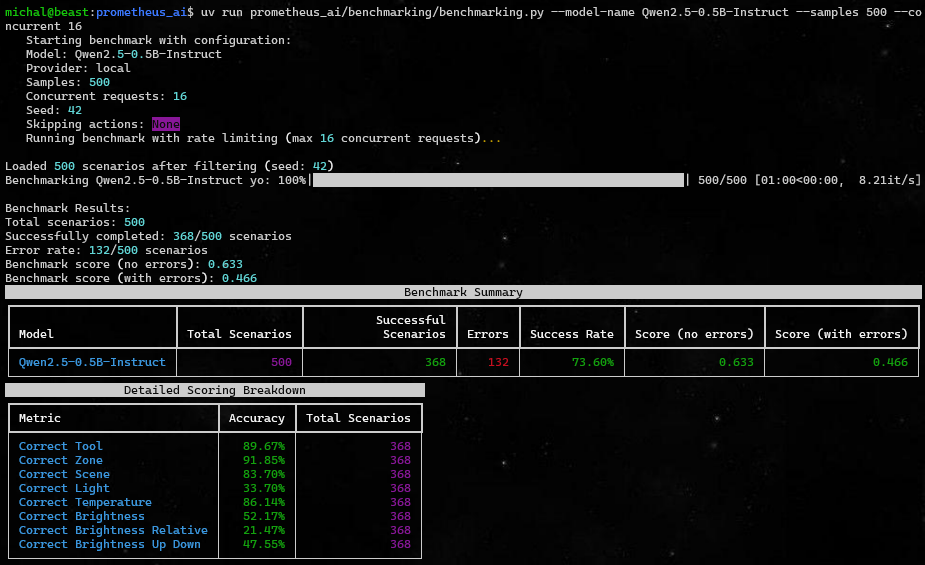 michal@beast:prometheus_ai$ uv run prometheus_ai/benchmarking/benchmarking.py --model-name Qwen2.5-0.5B-Instruct --samples 500 --co
ncurrent 16
Starting benchmark with configuration:
Model: Qwen2.5-0.5B-Instruct
Provider: local
Samples: 500
Concurrent requests: 16
Seed: 42
Skipping actions: None
Running benchmark with rate limiting (max 16 concurrent requests)...
Loaded 500 scenarios after filtering (seed: 42)
Benchmarking Qwen2.5-0.5B-Instruct yo: 100%| | 500/500 [01:00<00:00, 8.21it/s]
Benchmark Results:
Total scenarios: 500
Successfully completed: 368/500 scenarios
Error rate: 132/500 scenarios
Benchmark score (no errors): 0.633
Benchmark score (with errors): 0.466
Benchmark Summary
Model Total Scenarios Successful Scenarios Errors Success Rate Score (no errors) Score (with errors)
Qwen2.5-0.5B-Instruct 500 368 132 73.60% 0.633 0.466
Detailed Scoring Breakdown
Metric Accuracy Total Scenarios
Correct Tool 89.67% 368
Correct Zone 91.85% 368
Correct Scene 83.70% 368
Correct Light 33.70% 368
Correct Temperature 86.14% 368
Correct Brightness 52.17% 368
Correct Brightness Relative 21.47% 368
Correct Brightness Up Down 47.55% 368